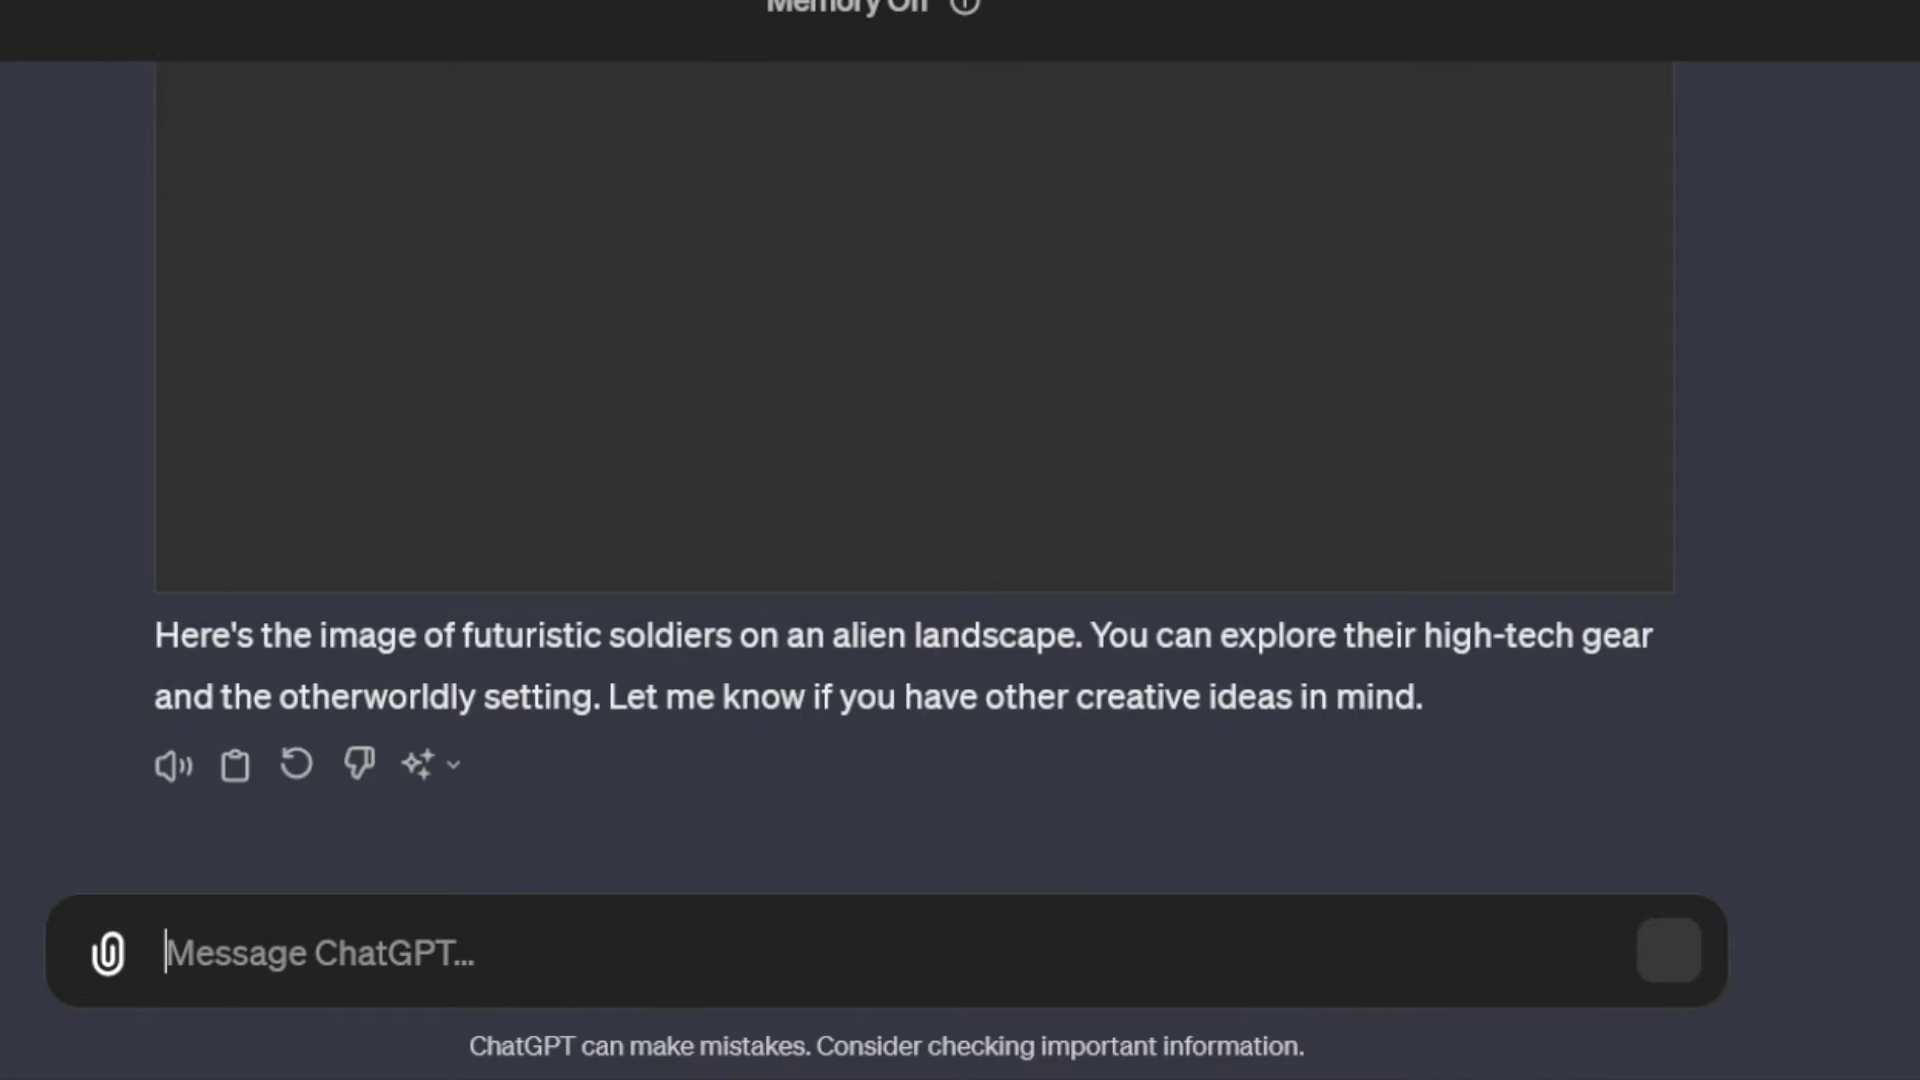 Memory Off
Here's the image of futuristic soldiers on an alien landscape. You can explore their high-tech gear
and the otherworldly setting. Let me know if you have other creative ideas in mind.
Message ChatGPT...
ChatGPT can make mistakes. Consider checking important information.